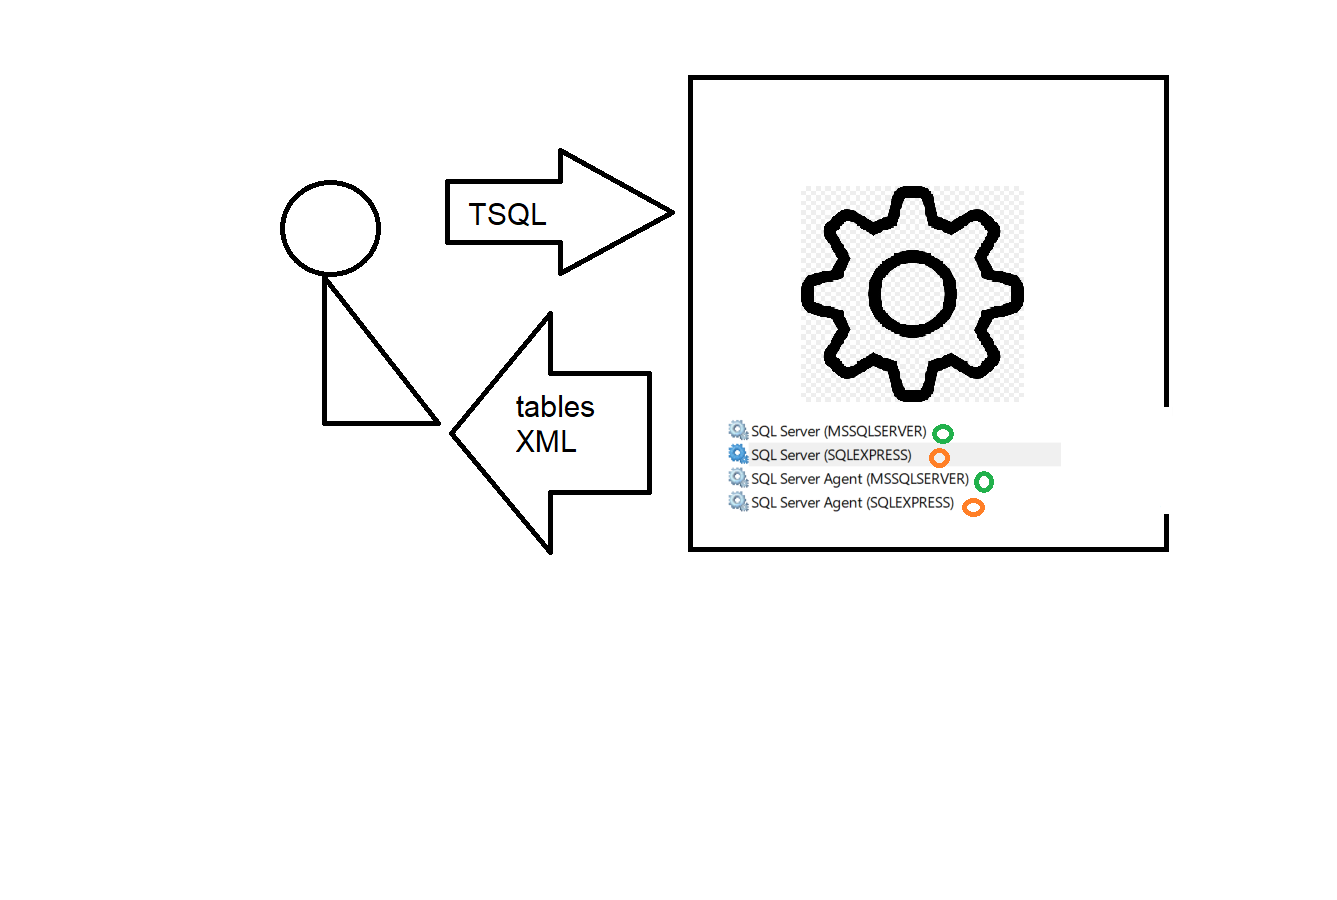 TSQL
tables
XML
SQL Server (MSSQLSERVER)
SQL Server (SQLEXPRESS)
SQL Server Agent (MSSQLSERVER)
SQL Server Agent (SQLEXPRESS)